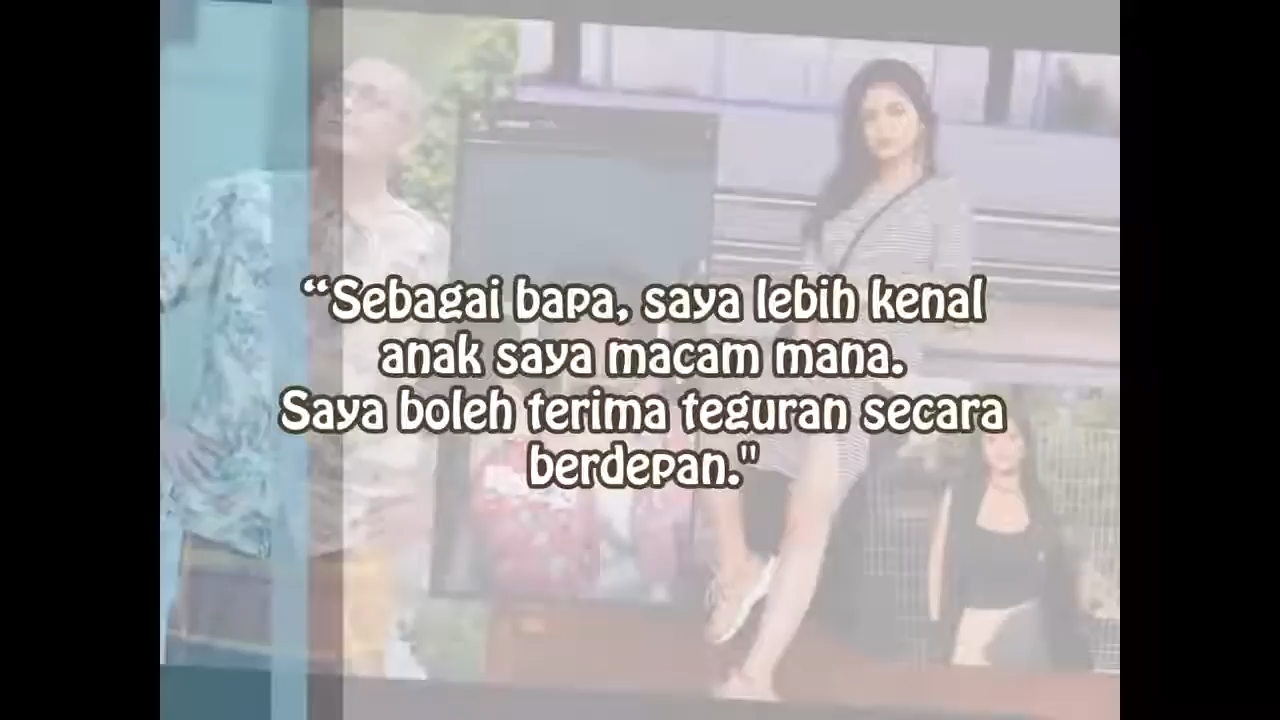 “Sebagai bapa, saya lebih kenal
anak saya macam mana.
Saya boleh terima teguran secara
berdepan."